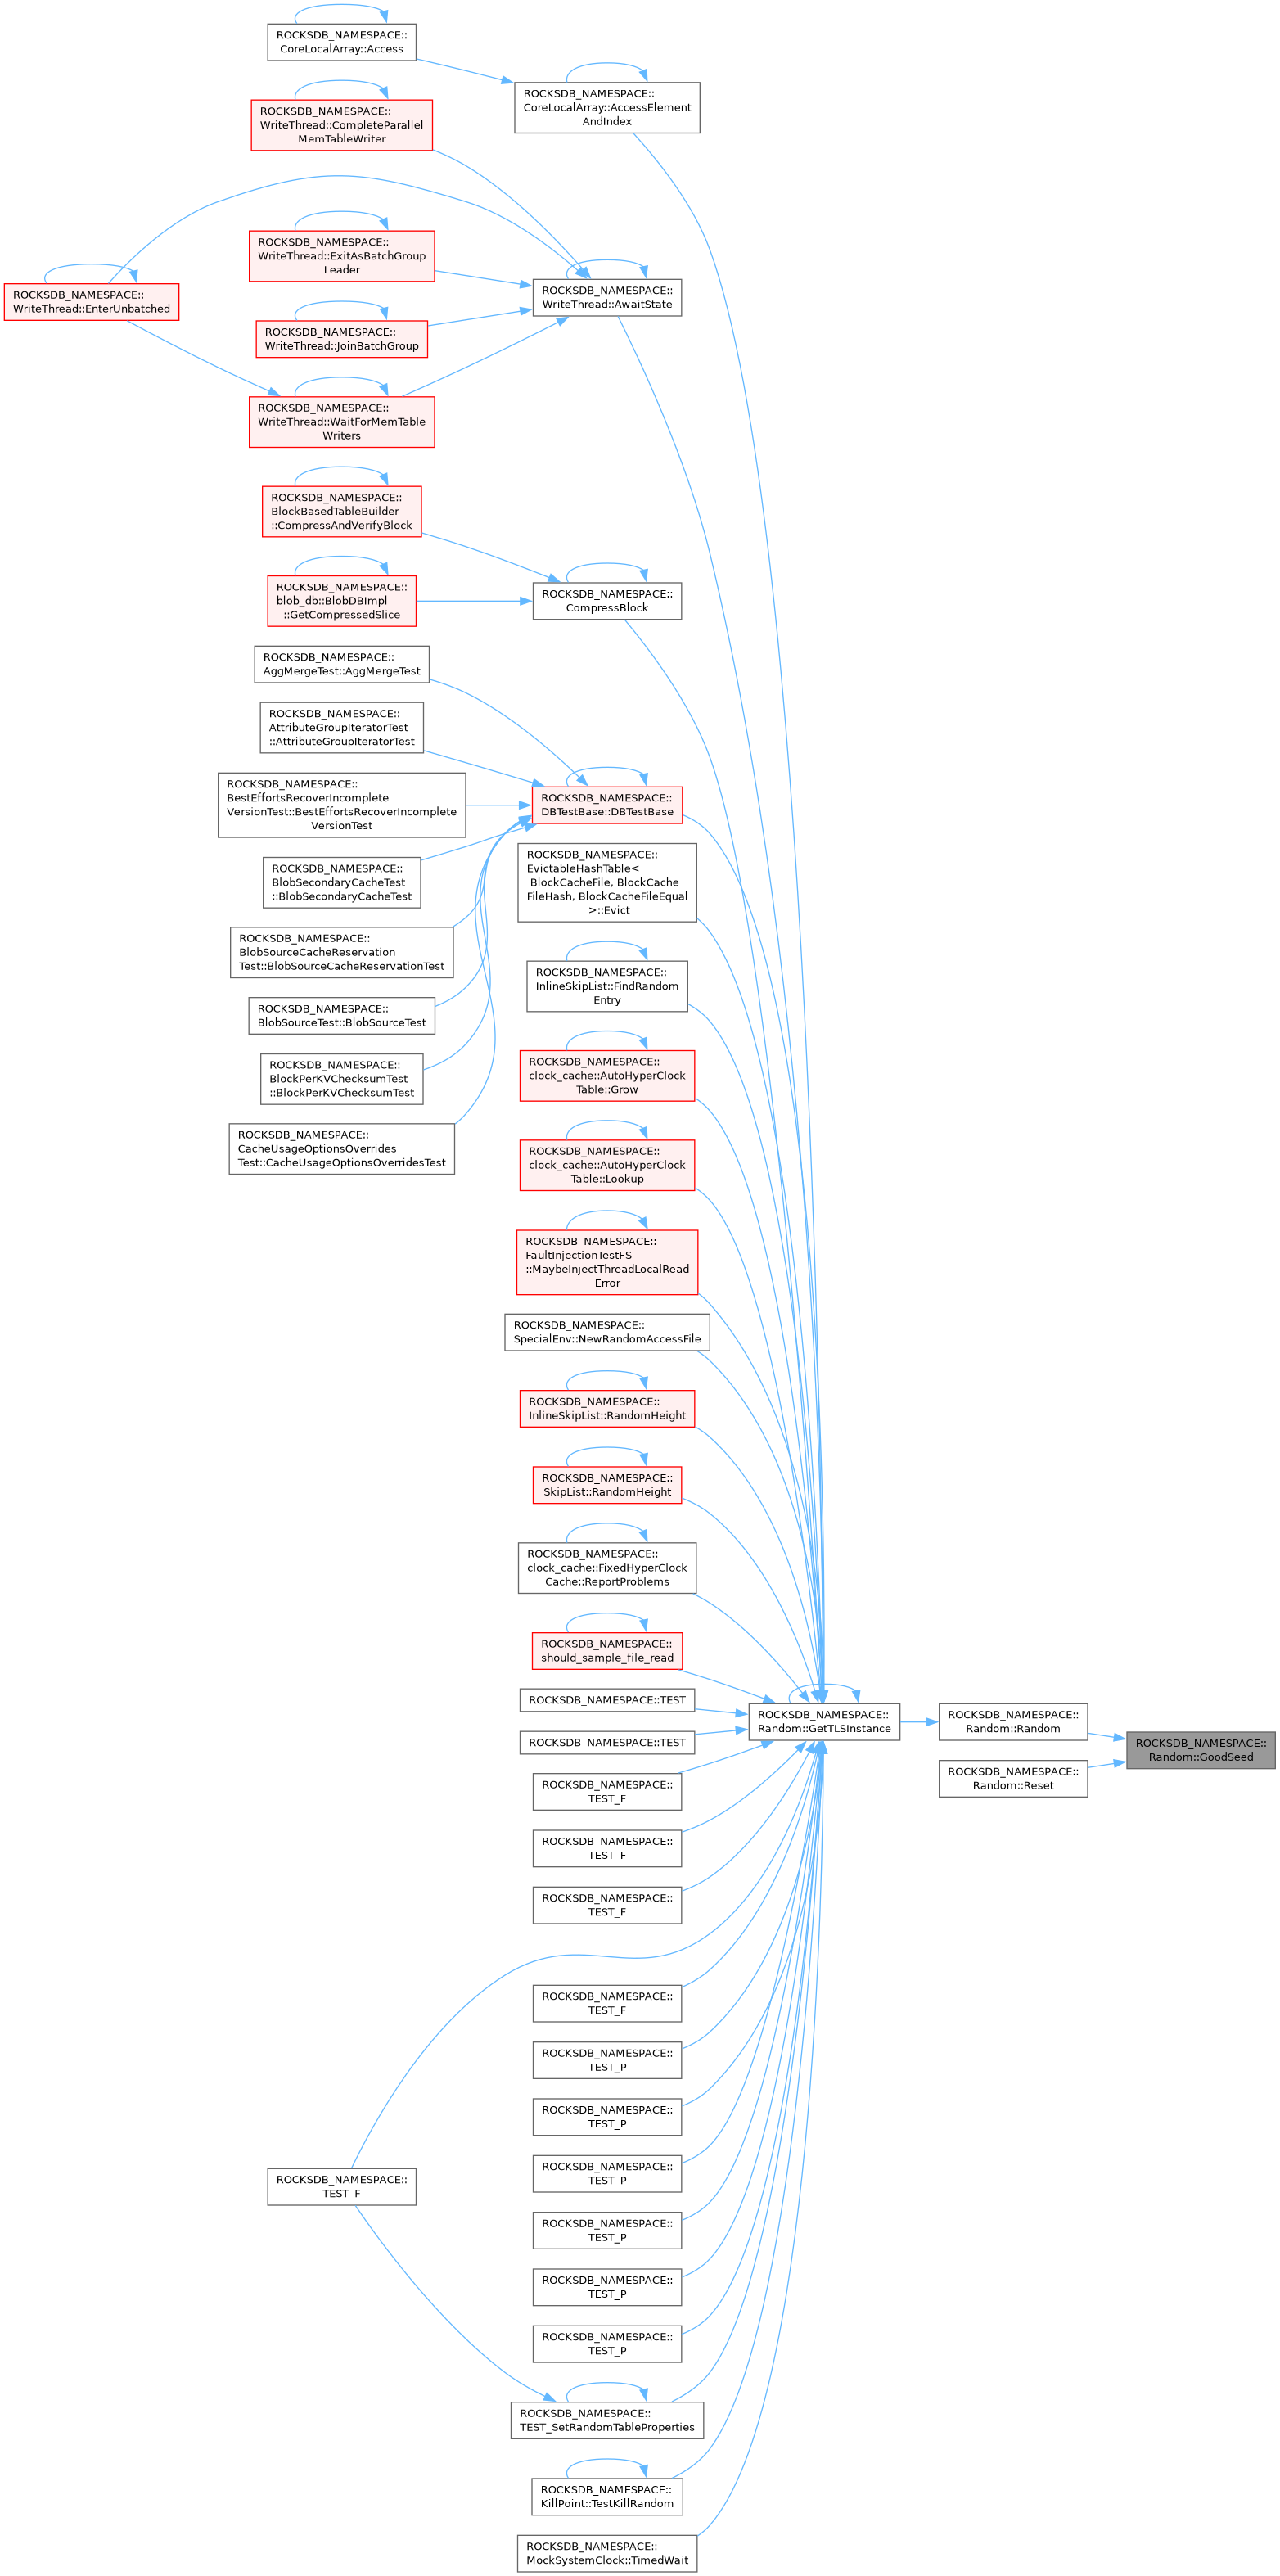 ROCKSDB_NAMESPACE::
CoreLocalArray::Access
ROCKSDB_NAMESPACE::
CoreLocalArray::AccessElement
AndIndex
ROCKSDB_NAMESPACE::
WriteThread::CompleteParallel
MemTableWriter
ROCKSDB_NAMESPACE::
WriteThread::ExitAsBatchGroup
Leader
ROCKSDB_NAMESPACE::
WriteThread::EnterUnbatched
ROCKSDB_NAMESPACE::
WriteThread::AwaitState
ROCKSDB_NAMESPACE::
WriteThread::JoinBatchGroup
ROCKSDB_NAMESPACE::
WriteThread::WaitForMemTable
Writers
ROCKSDB_NAMESPACE::
BlockBasedTableBuilder
::CompressAndVerifyBlock
ROCKSDB_NAMESPACE::
blob_db::BlobDBImpl
::GetCompressedSlice
ROCKSDB_NAMESPACE::
CompressBlock
ROCKSDB_NAMESPACE::
AggMergeTest::AggMergeTest
ROCKSDB_NAMESPACE::
AttributeGroupIteratorTest
::AttributeGroupIteratorTest
ROCKSDB_NAMESPACE::
BestEffortsRecoverIncomplete
VersionTest::BestEffortsRecoverIncomplete
VersionTest
ROCKSDB_NAMESPACE::
DBTestBase::DBTestBase
ROCKSDB_NAMESPACE::
BlobSecondaryCacheTest
::BlobSecondaryCacheTest
ROCKSDB_NAMESPACE::
EvictableHashTable<
BlockCacheFile, BlockCache
FileHash, BlockCacheFileEqual
>::Evict
ROCKSDB_NAMESPACE::
BlobSourceCacheReservation
Test::BlobSourceCacheReservationTest
ROCKSDB_NAMESPACE::
InlineSkipList::FindRandom
Entry
ROCKSDB_NAMESPACE::
BlobSourceTest::BlobSourceTest
ROCKSDB_NAMESPACE::
BlockPerKVChecksumTest
::BlockPerKVChecksumTest
ROCKSDB_NAMESPACE::
clock_cache::AutoHyperClock
Table::Grow
ROCKSDB_NAMESPACE::
CacheUsageOptionsOverrides
Test::CacheUsageOptionsOverridesTest
ROCKSDB_NAMESPACE::
clock_cache::AutoHyperClock
Table::Lookup
ROCKSDB_NAMESPACE::
FaultInjectionTestFS
::MaybeInjectThreadLocalRead
Error
ROCKSDB_NAMESPACE::
SpecialEnv::NewRandomAccessFile
ROCKSDB_NAMESPACE::
InlineSkipList::RandomHeight
ROCKSDB_NAMESPACE::
SkipList::RandomHeight
ROCKSDB_NAMESPACE::
clock_cache::FixedHyperClock
Cache::ReportProblems
ROCKSDB_NAMESPACE::
should_sample_file_read
ROCKSDB_NAMESPACE::TEST
ROCKSDB_NAMESPACE::
Random::GetTLSInstance
ROCKSDB_NAMESPACE::
Random::Random
ROCKSDB_NAMESPACE::
Random::GoodSeed
ROCKSDB_NAMESPACE::TEST
ROCKSDB_NAMESPACE::
Random::Reset
ROCKSDB_NAMESPACE::
TEST_F
ROCKSDB_NAMESPACE::
TEST_F
ROCKSDB_NAMESPACE::
TEST_F
ROCKSDB_NAMESPACE::
TEST_F
ROCKSDB_NAMESPACE::
TEST_P
ROCKSDB_NAMESPACE::
TEST_P
ROCKSDB_NAMESPACE::
TEST_P
ROCKSDB_NAMESPACE::
TEST_F
ROCKSDB_NAMESPACE::
TEST_P
ROCKSDB_NAMESPACE::
TEST_P
ROCKSDB_NAMESPACE::
TEST_P
ROCKSDB_NAMESPACE::
TEST_SetRandomTableProperties
ROCKSDB_NAMESPACE::
KillPoint::TestKillRandom
ROCKSDB_NAMESPACE::
MockSystemClock::TimedWait